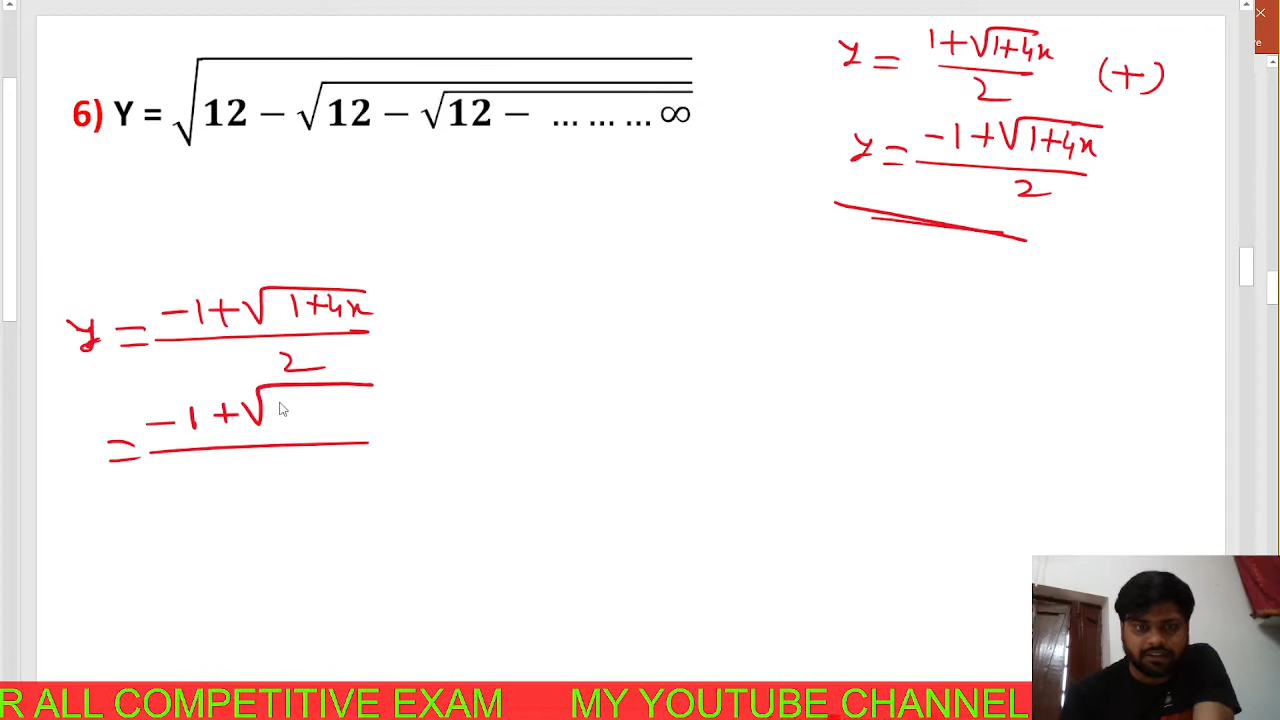 6) Y = √(12 − √(12 − √(12 − ... ... ... ∞
y = (1+√(1+4x))/2 (+)
y = (-1+√(1+4x))/2
y = (-1+√(1+4x))/2
= -1+√
R ALL COMPETITIVE EXAM MY YOUTUBE CHANNEL